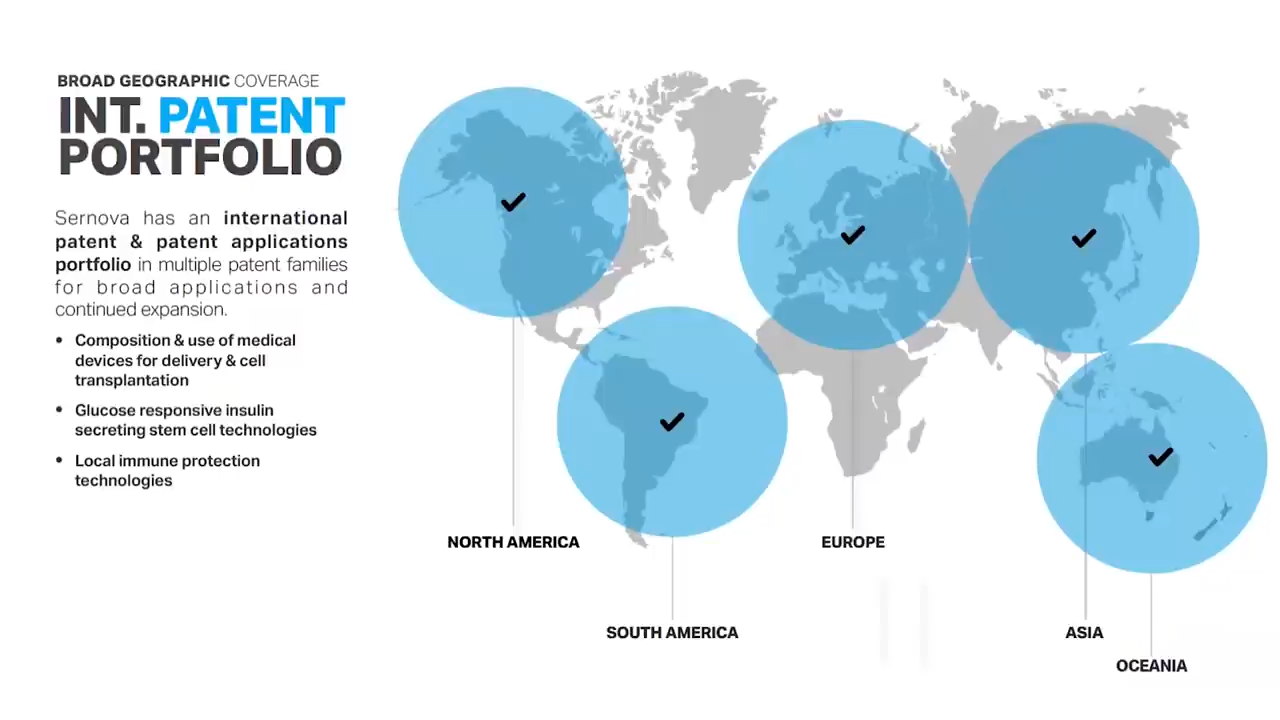 BROAD GEOGRAPHIC COVERAGE
INT. PATENT
PORTFOLIO
Sernova has an international
patent & patent applications
portfolio in multiple patent families
for broad applications and
continued expansion.
• Composition & use of medical
devices for delivery & cell
transplantation
• Glucose responsive insulin
secreting stem cell technologies
• Local immune protection
technologies
NORTH AMERICA
EUROPE
SOUTH AMERICA
ASIA
OCEANIA